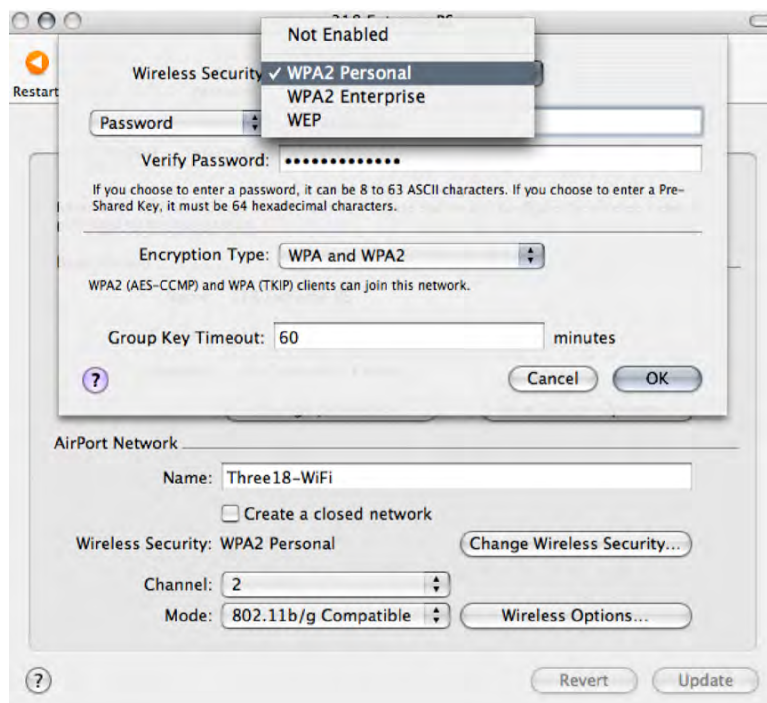 Not Enabled
Restart
Wireless Security
✓ WPA2 Personal
WPA2 Enterprise
WEP
Password
Verify Password: •••••••••••••
If you choose to enter a password, it can be 8 to 63 ASCII characters. If you choose to enter a Pre-
Shared Key, it must be 64 hexadecimal characters.
Encryption Type: WPA and WPA2
WPA2 (AES-CCMP) and WPA (TKIP) clients can join this network.
Group Key Timeout: 60 minutes
? Cancel OK
AirPort Network
Name: Three18-WiFi
Create a closed network
Wireless Security: WPA2 Personal Change Wireless Security...
Channel: 2
Mode: 802.11b/g Compatible Wireless Options...
? Revert Update